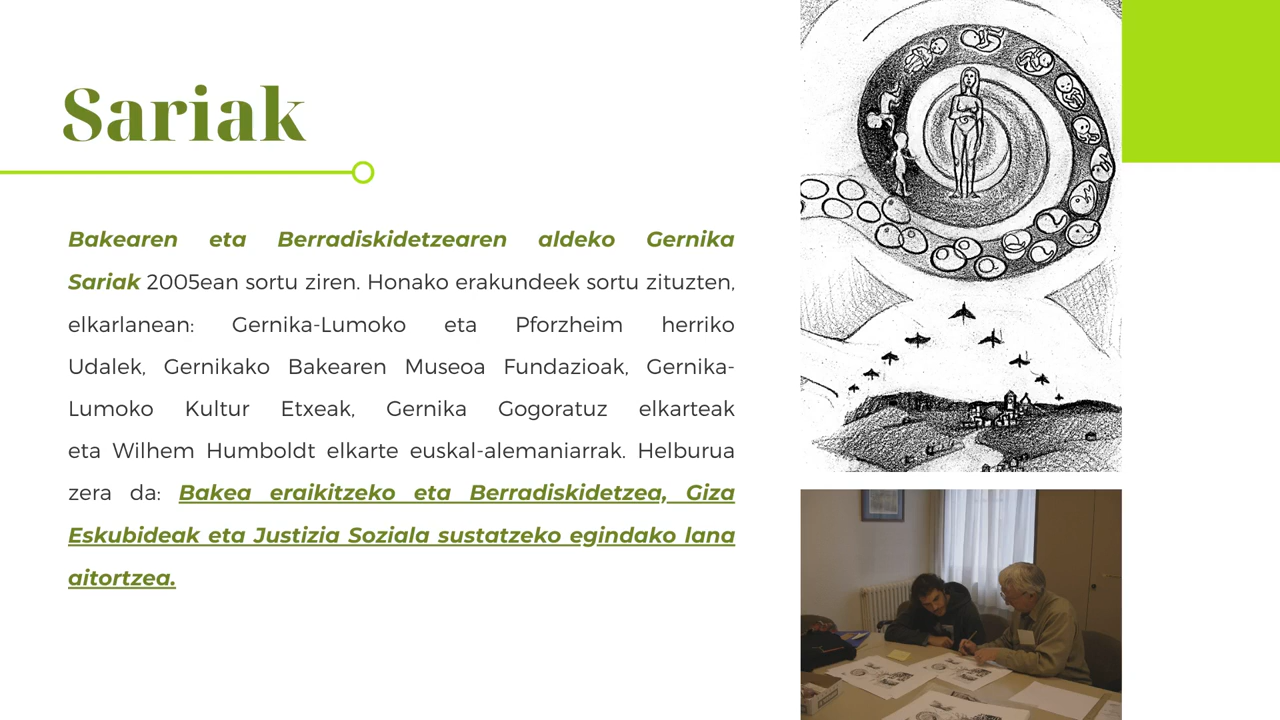 Sariak
Bakearen eta Berradiskidetzearen aldeko Gernika
Sariak 2005ean sortu ziren. Honako erakundeek sortu zituzten,
elkarlanean: Gernika-Lumoko eta Pforzheim herriko
Udalek, Gernikako Bakearen Museoa Fundazioak, Gernika-
Lumoko Kultur Etxeak, Gernika Gogoratuz elkarteak
eta Wilhem Humboldt elkarte euskal-alemaniarrak. Helburua
zera da: Bakea eraikitzeko eta Berradiskidetzea, Giza
Eskubideak eta Justizia Soziala sustatzeko egindako lana
aitortzea.